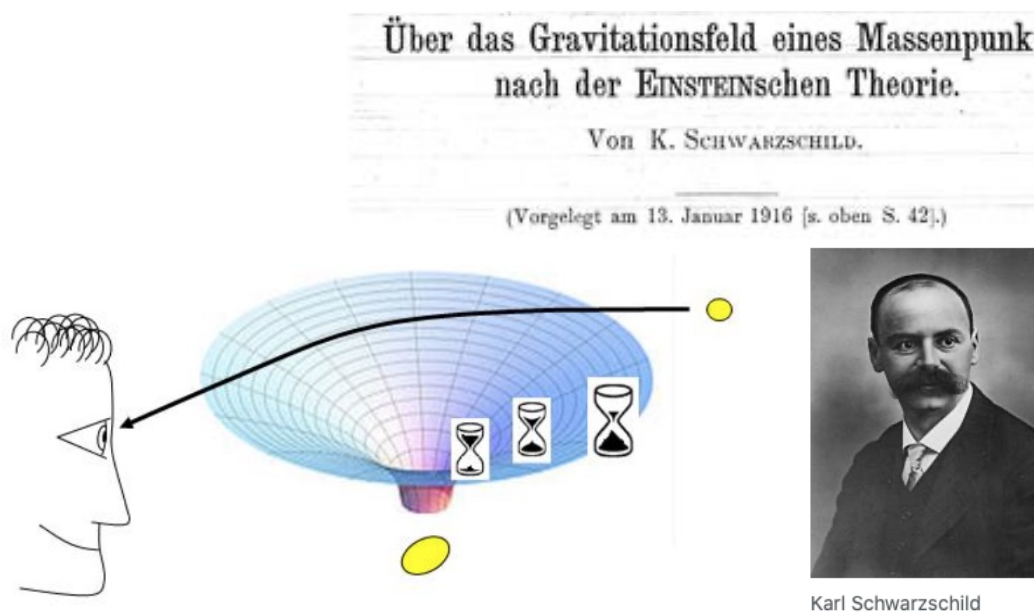 Über das Gravitationsfeld eines Massenpunk
nach der EINSTEINschen Theorie.
Von K. SCHWARZSCHILD.
(Vorgelegt am 13. Januar 1916 [s. oben S. 42].)
Karl Schwarzschild